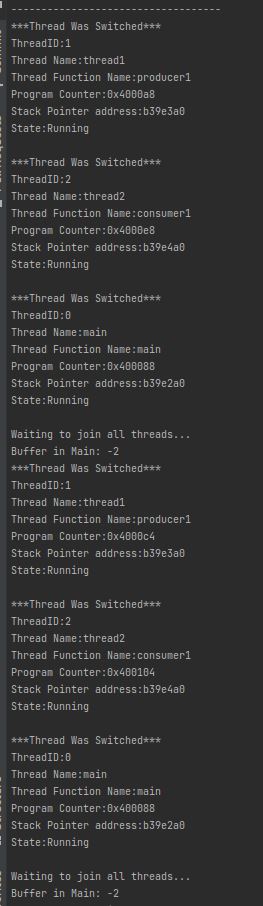 ----------------------------------
***Thread Was Switched***
ThreadID:1
Thread Name:thread1
Thread Function Name:producer1
Program Counter:0x4000a8
Stack Pointer address:b39e3a0
State:Running
***Thread Was Switched***
ThreadID:2
Thread Name:thread2
Thread Function Name:consumer1
Program Counter:0x4000e8
Stack Pointer address:b39e4a0
State:Running
***Thread Was Switched***
ThreadID:0
Thread Name:main
Thread Function Name:main
Program Counter:0x400088
Stack Pointer address:b39e2a0
State:Running
Waiting to join all threads...
Buffer in Main: -2
***Thread Was Switched***
ThreadID:1
Thread Name:thread1
Thread Function Name:producer1
Program Counter:0x4000c4
Stack Pointer address:b39e3a0
State:Running
***Thread Was Switched***
ThreadID:2
Thread Name:thread2
Thread Function Name:consumer1
Program Counter:0x400104
Stack Pointer address:b39e4a0
State:Running
***Thread Was Switched***
ThreadID:0
Thread Name:main
Thread Function Name:main
Program Counter:0x400088
Stack Pointer address:b39e2a0
State:Running
Waiting to join all threads...
Buffer in Main: -2